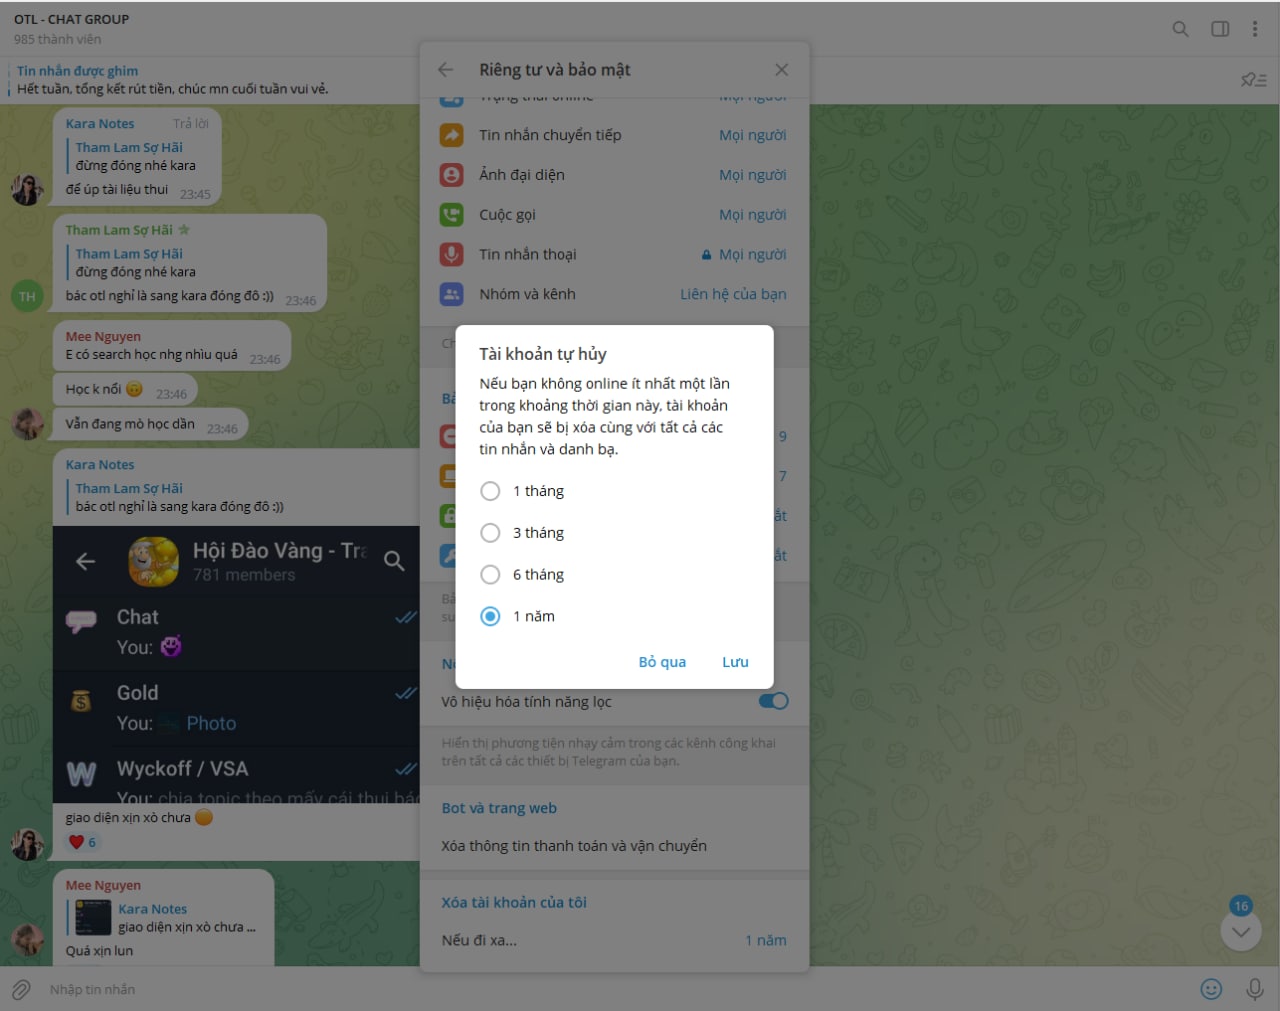 OTL - CHAT GROUP
985 thành viên
Tin nhắn được ghim
Hết tuần, tổng kết rút tiền, chúc mn cuối tuần vui vẻ.
Kara Notes Trả lời
Tham Lam Sợ Hãi
đừng đóng nhé kara
để úp tài liệu thui 23:45
Tham Lam Sợ Hãi
Tham Lam Sợ Hãi
đừng đóng nhé kara
TH
bác otl nghỉ là sang kara đóng đô :)) 23:46
Mee Nguyen
E có search học nhg nhìu quá 23:46
Học k nổi 23:46
Vẫn đang mò học dần 23:46
Kara Notes
Tham Lam Sợ Hãi
bác otl nghỉ là sang kara đóng đô :))
Hội Đào Vàng - Tra
781 members
Chat
You:
Gold
You: Photo
Wyckoff / VSA
You: chia topic theo mấy cái thui bác
giao diện xịn xò chưa
6
Mee Nguyen
Kara Notes
giao diện xịn xò chưa ...
Quá xịn lun
Nhập tin nhắn
Riêng tư và bảo mật
Trạng thái online Mọi người
Tin nhắn chuyển tiếp Mọi người
Ảnh đại diện Mọi người
Cuộc gọi Mọi người
Tin nhắn thoại Mọi người
Nhóm và kênh Liên hệ của bạn
Tài khoản tự hủy
Nếu bạn không online ít nhất một lần
trong khoảng thời gian này, tài khoản
của bạn sẽ bị xóa cùng với tất cả các
tin nhắn và danh bạ.
1 tháng
3 tháng
6 tháng
1 năm
Bỏ qua Lưu
9
7
Vô hiệu hóa tính năng lọc
Hiển thị phương tiện nhạy cảm trong các kênh công khai
trên tất cả các thiết bị Telegram của bạn.
Bot và trang web
Xóa thông tin thanh toán và vận chuyển
Xóa tài khoản của tôi
Nếu đi xa... 1 năm
16